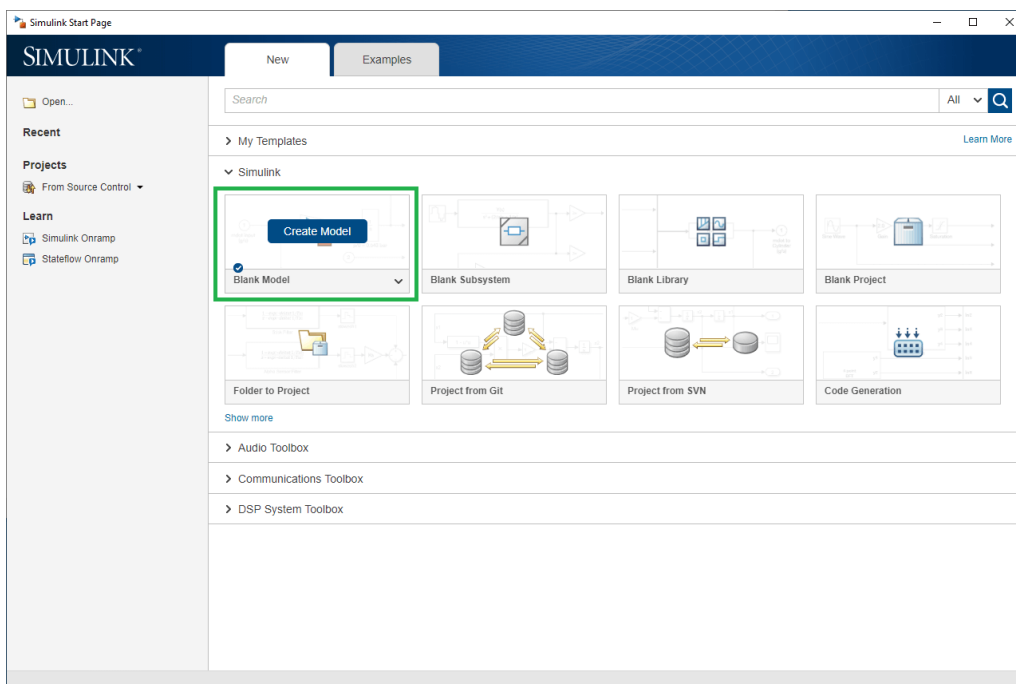 Simulink Start Page
SIMULINK®
New
Examples
Open...
Recent
Projects
From Source Control
Learn
Simulink Onramp
Stateflow Onramp
Search
All
My Templates
Learn More
Simulink
Create Model
Blank Model
Blank Subsystem
Blank Library
Blank Project
Folder to Project
Project from Git
Project from SVN
Code Generation
Show more
Audio Toolbox
Communications Toolbox
DSP System Toolbox